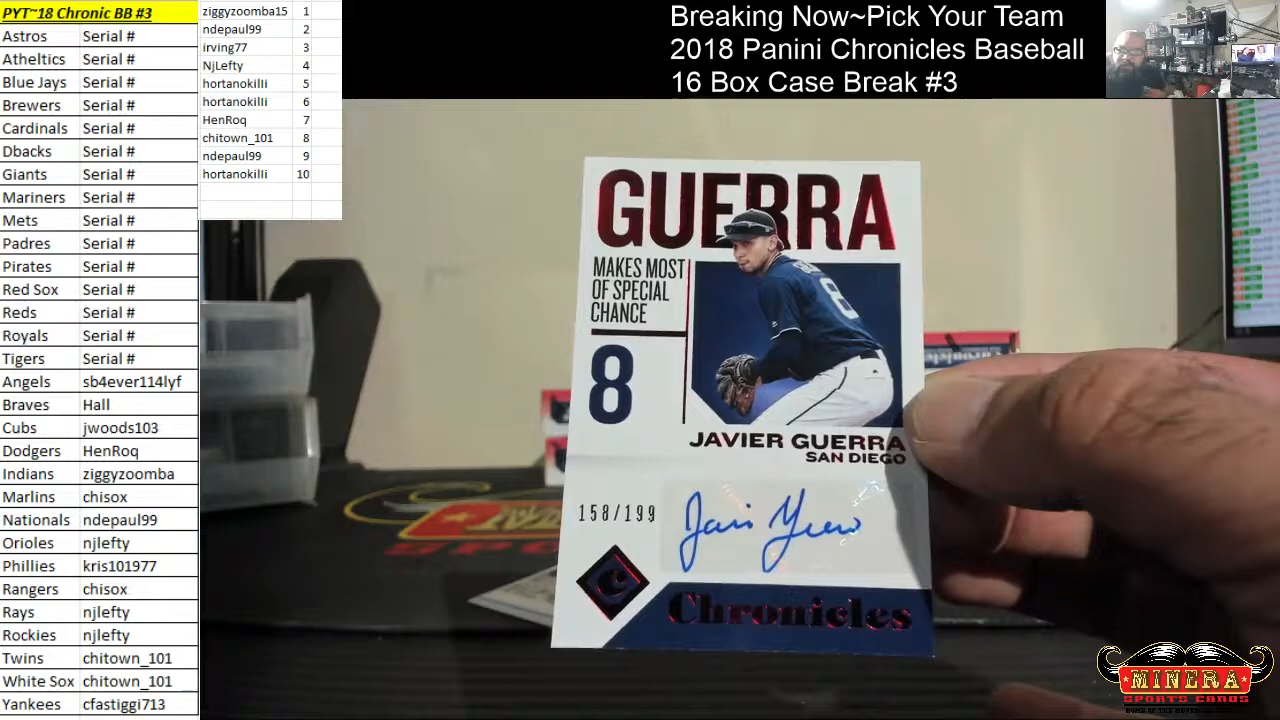 PYT~18 Chronic BB #3
Astros Serial #
Atheltics Serial #
Blue Jays Serial #
Brewers Serial #
Cardinals Serial #
Dbacks Serial #
Giants Serial #
Mariners Serial #
Mets Serial #
Padres Serial #
Pirates Serial #
Red Sox Serial #
Reds Serial #
Royals Serial #
Tigers Serial #
Angels sb4ever114lyf
Braves Hall
Cubs jwoods103
Dodgers HenRoq
Indians ziggyzoomba
Marlins chisox
Nationals ndepaul99
Orioles njlefty
Phillies kris101977
Rangers chisox
Rays njlefty
Rockies njlefty
Twins chitown_101
White Sox chitown_101
Yankees cfastiggi713
ziggyzoomba15 1
ndepaul99 2
irving77 3
NjLefty 4
hortanokilli 5
hortanokilli 6
HenRoq 7
chitown_101 8
ndepaul99 9
hortanokilli 10
Breaking Now~Pick Your Team
2018 Panini Chronicles Baseball
16 Box Case Break #3
GUERRA
MAKES MOST
OF SPECIAL
CHANCE
8
8
JAVIER GUERRA
SAN DIEGO
158/199
C
Chronicles
Chronicles
MINERA
SPORTS CARDS